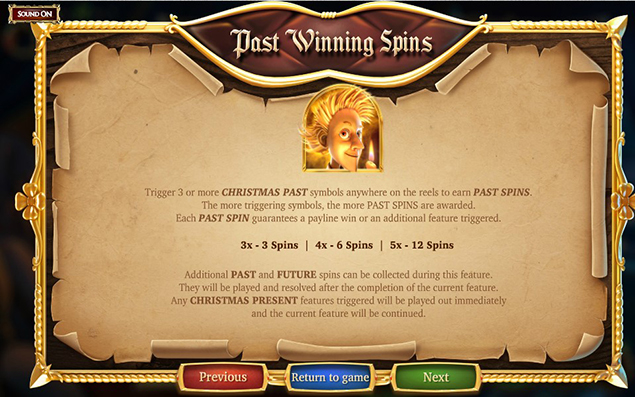 SOUND ON
Past Winning Spins
Trigger 3 or more CHRISTMAS PAST symbols anywhere on the reels to earn PAST SPINS.
The more triggering symbols, the more PAST SPINS are awarded.
Each PAST SPIN guarantees a payline win or an additional feature triggered.
3x - 3 Spins | 4x - 6 Spins | 5x - 12 Spins
Additional PAST and FUTURE spins can be collected during this feature.
They will be played and resolved after the completion of the current feature.
Any CHRISTMAS PRESENT features triggered will be played out immediately
and the current feature will be continued.
Previous
Return to game
Next